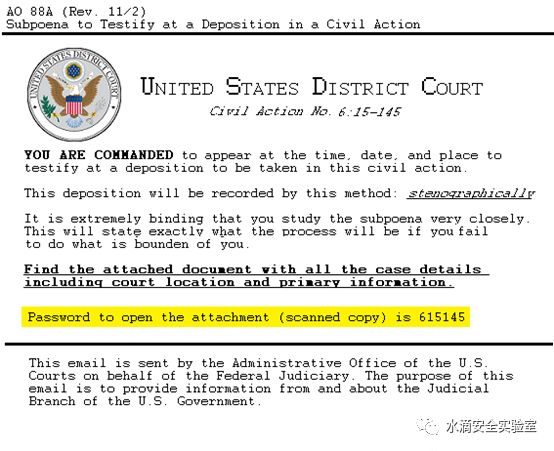 AO 88A (Rev. 11/2)
Subpoena to Testify at a Deposition in a Civil Action
UNITED STATES DISTRICT COURT
Civil Action No. 6:15-145
YOU ARE COMMANDED to appear at the time, date, and place to
testify at a deposition to be taken in this civil action.
This deposition will be recorded by this method: stenographically
It is extremely binding that you study the subpoena very closely.
This will state exactly what the process will be if you fail
to do what is bounden of you.
Find the attached document with all the case details
including court location and primary information.
Password to open the attachment (scanned copy) is 615145
This email is sent by the Administrative Office of the U.S.
Courts on behalf of the Federal Judiciary. The purpose of this
email is to provide information from and about the Judicial
Branch of the U.S. Government.
水滴安全实验室